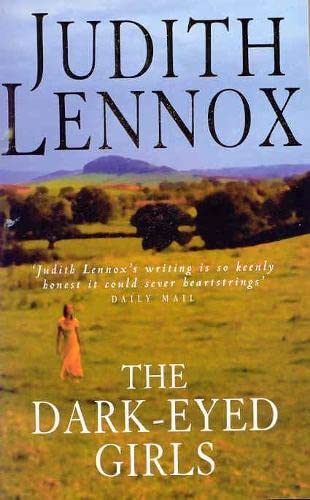 JUDITH
LENNOX
'Judith Lennox's writing is so keenly
honest it could sever heartstrings'
DAILY MAIL
THE
DARK-EYED
GIRLS